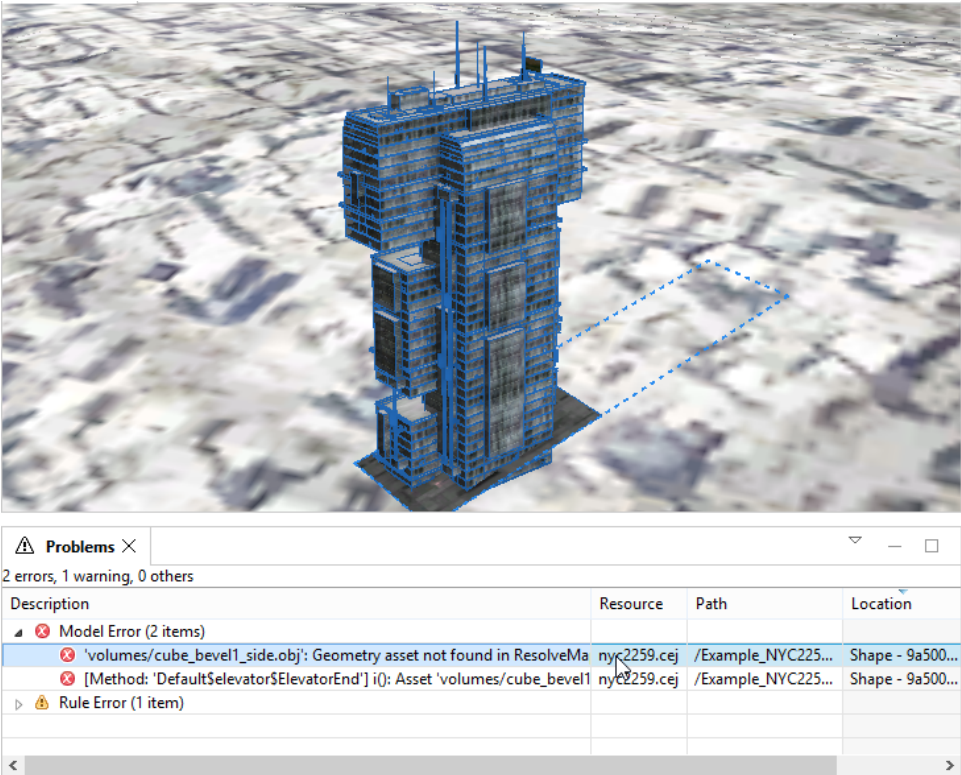 Problems
2 errors, 1 warning, 0 others
Description Resource Path Location
Model Error (2 items)
'volumes/cube_bevel1_side.obj': Geometry asset not found in ResolveMa nyc2259.cej /Example_NYC225... Shape - 9a500...
[Method: 'Default$elevator$ElevatorEnd'] i(): Asset 'volumes/cube_bevel1 nyc2259.cej /Example_NYC225... Shape - 9a500...
Rule Error (1 item)